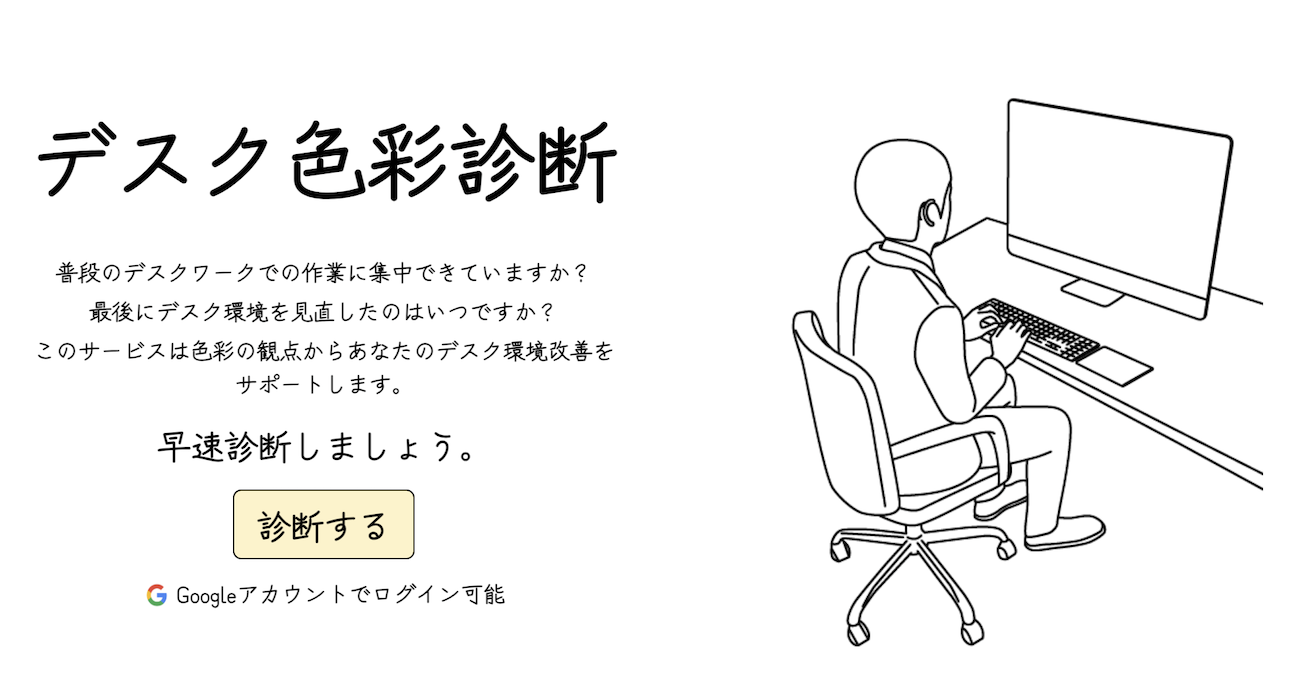 デスク色彩診断
普段のデスクワークでの作業に集中できていますか？
最後にデスク環境を見直したのはいつですか？
このサービスは色彩の観点からあなたのデスク環境改善を
サポートします。
早速診断しましょう。
診断する
Googleアカウントでログイン可能